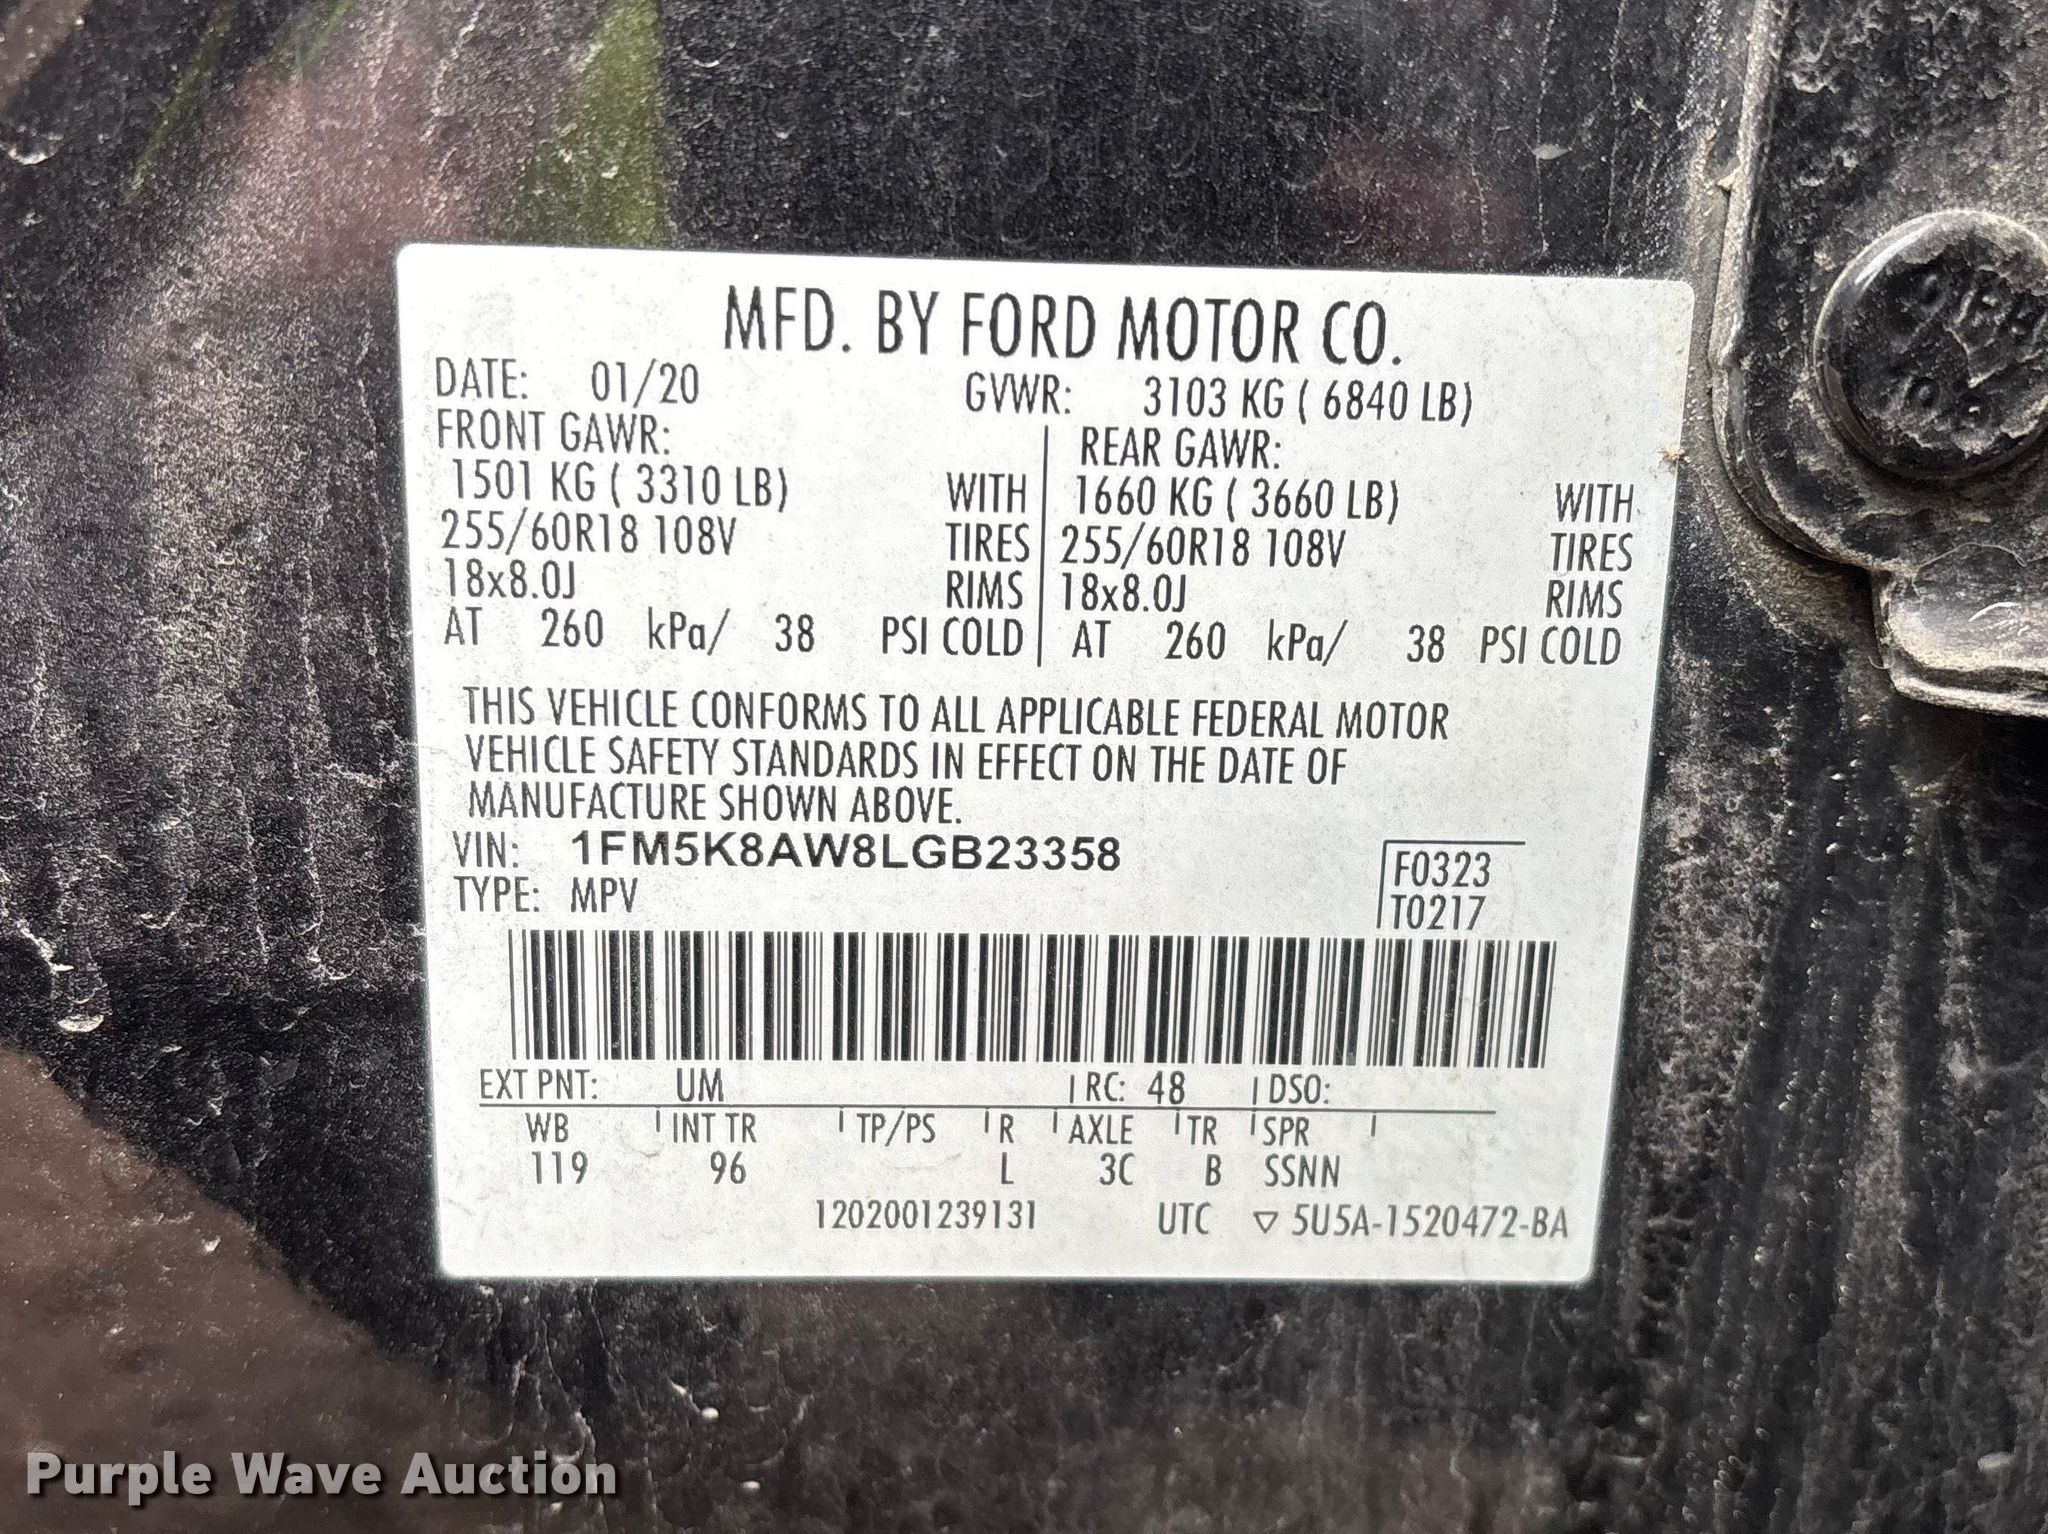 MFD. BY FORD MOTOR CO.
DATE: 01/20 GVWR: 3103 KG ( 6840 LB)
FRONT GAWR: REAR GAWR:
1501 KG ( 3310 LB) WITH 1660 KG ( 3660 LB) WITH
255/60R18 108V TIRES 255/60R18 108V TIRES
18x8.0J RIMS 18x8.0J RIMS
AT 260 kPa/ 38 PSI COLD AT 260 kPa/ 38 PSI COLD
THIS VEHICLE CONFORMS TO ALL APPLICABLE FEDERAL MOTOR
VEHICLE SAFETY STANDARDS IN EFFECT ON THE DATE OF
MANUFACTURE SHOWN ABOVE.
VIN: 1FM5K8AW8LGB23358 F0323
TYPE: MPV T0217
EXT PNT: UM RC: 48 DSO:
WB INT TR TP/PS R AXLE TR SPR
119 96 L 3C B SSNN
1202001239131 UTC ▽ 5U5A-1520472-BA
Purple Wave Auction